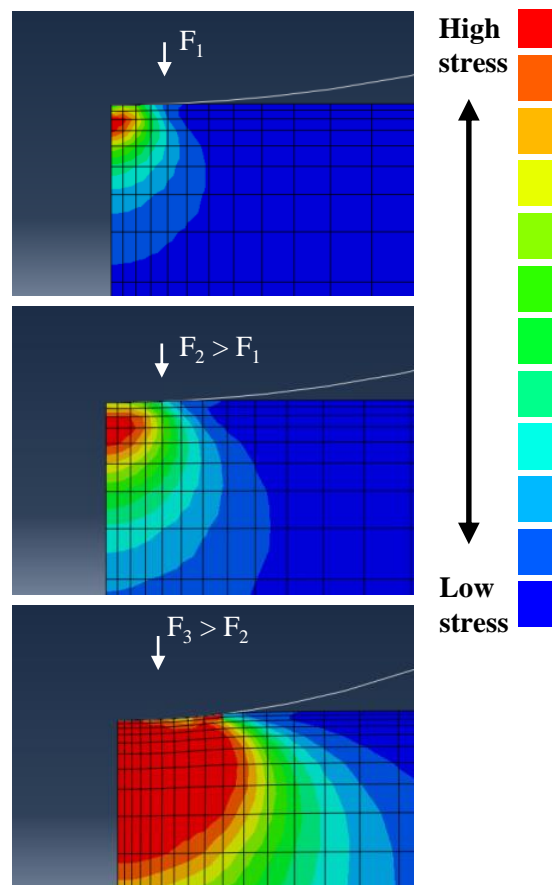 F₁
High
stress
F₂ > F₁
Low
stress
F₃ > F₂